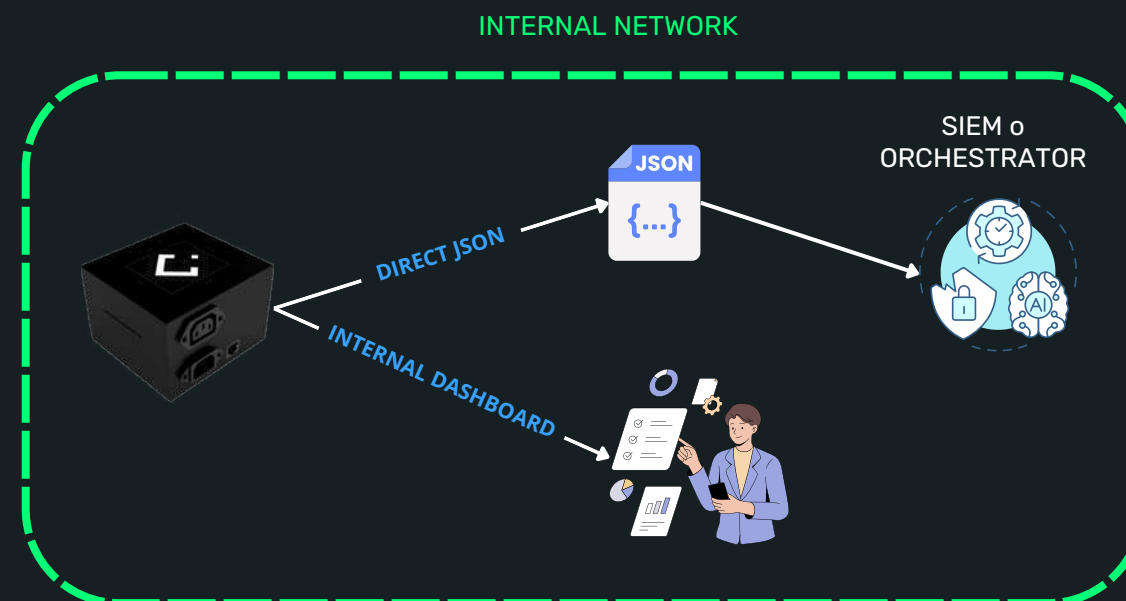 INTERNAL NETWORK
SIEM o
ORCHESTRATOR
JSON
{...}
DIRECT JSON
AI
INTERNAL DASHBOARD